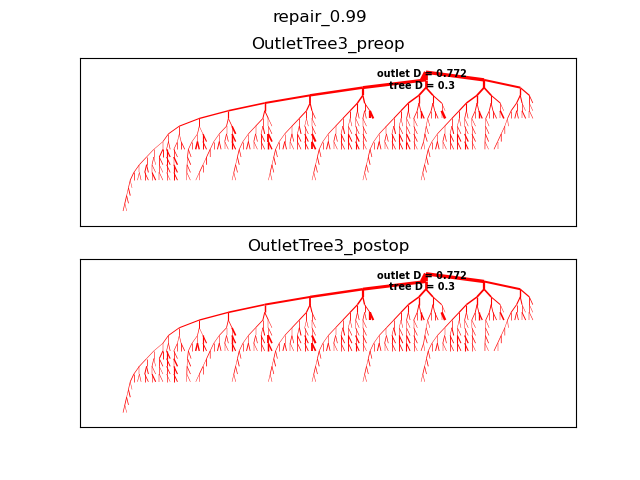 repair_0.99
OutletTree3_preop
outlet D = 0.772
tree D = 0.3
OutletTree3_postop
outlet D = 0.772
tree D = 0.3